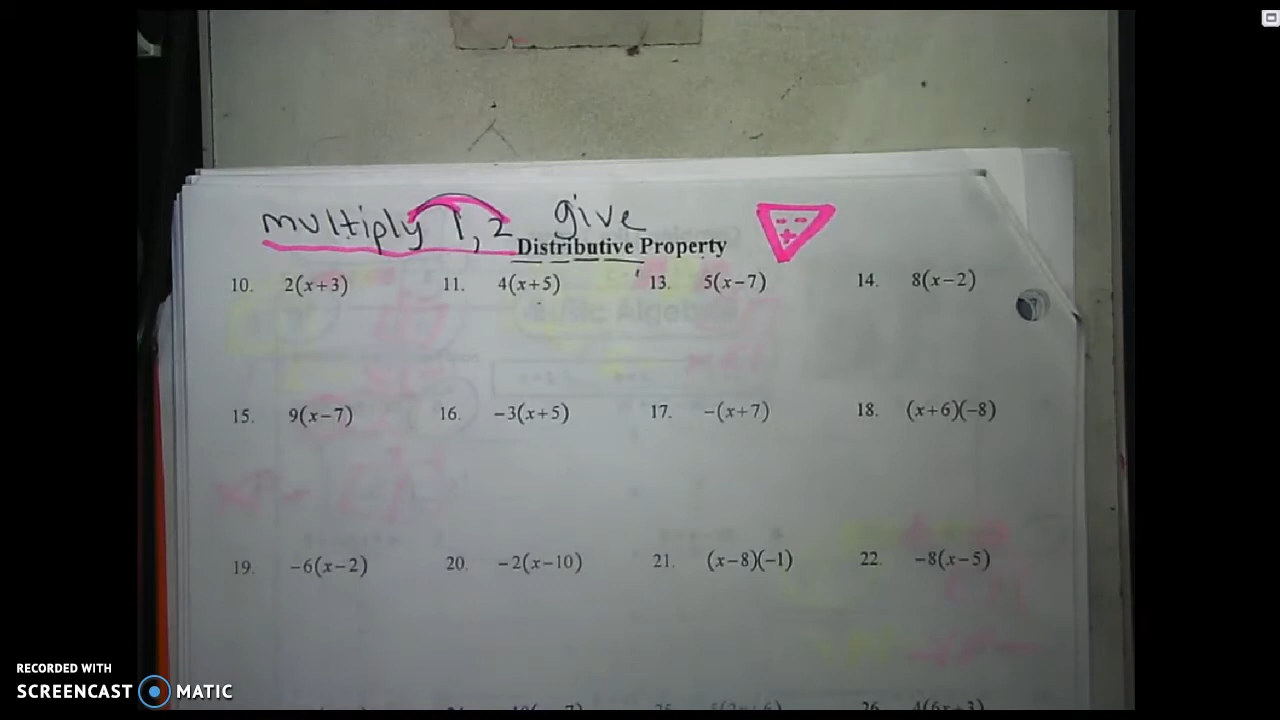 multiply 1, 2 give
Distributive Property
- -
+
10. 2(x+3) 11. 4(x+5) 13. 5(x−7) 14. 8(x−2)
15. 9(x−7) 16. −3(x+5) 17. −(x+7) 18. (x+6)(−8)
19. −6(x−2) 20. −2(x−10) 21. (x−8)(−1) 22. −8(x−5)
RECORDED WITH
SCREENCAST MATIC